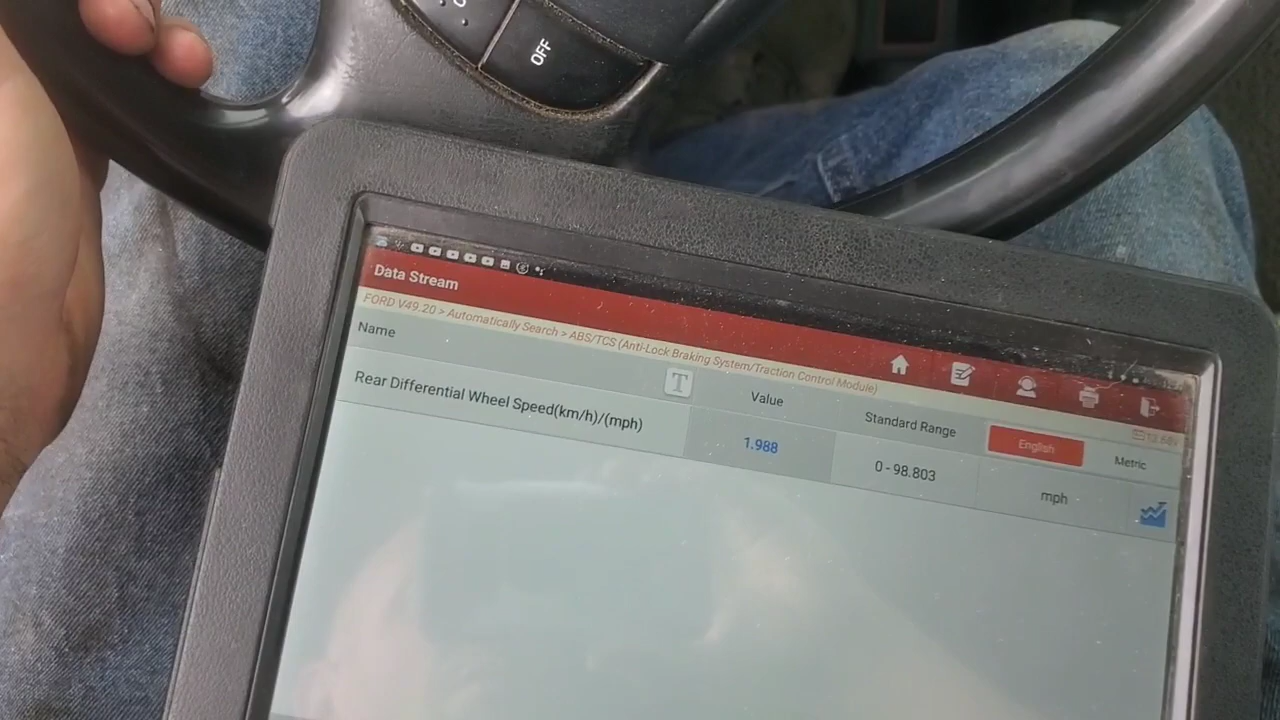 OFF
Data Stream
FORD V49.20 > Automatically Search > ABS/TCS (Anti-Lock Braking System/Traction Control Module)
Name
T
Value
Standard Range
English
Metric
Rear Differential Wheel Speed(km/h)/(mph)
1.988
0 - 98.803
mph